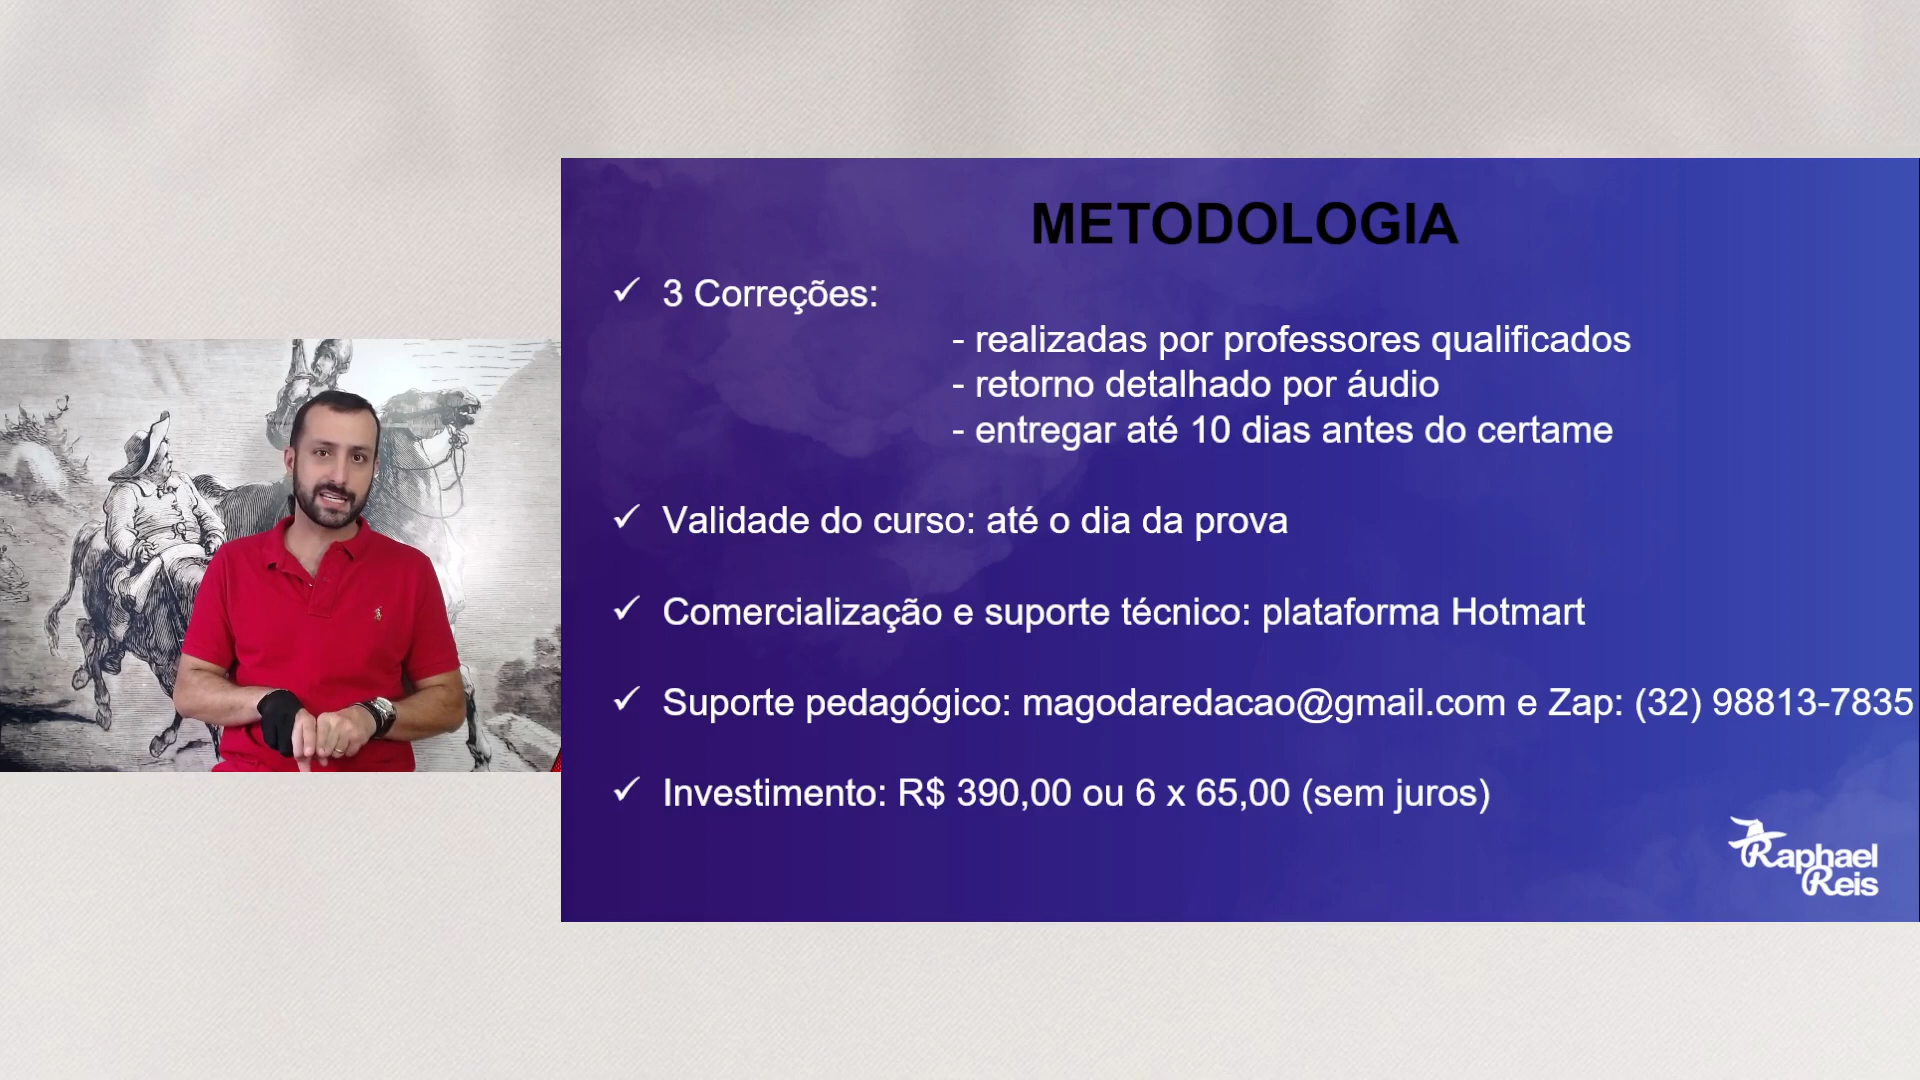 METODOLOGIA
✓ 3 Correções:
- realizadas por professores qualificados
- retorno detalhado por áudio
- entregar até 10 dias antes do certame
✓ Validade do curso: até o dia da prova
✓ Comercialização e suporte técnico: plataforma Hotmart
✓ Suporte pedagógico: magodaredacao@gmail.com e Zap: (32) 98813-7835
✓ Investimento: R$ 390,00 ou 6 x 65,00 (sem juros)
Raphael
Reis